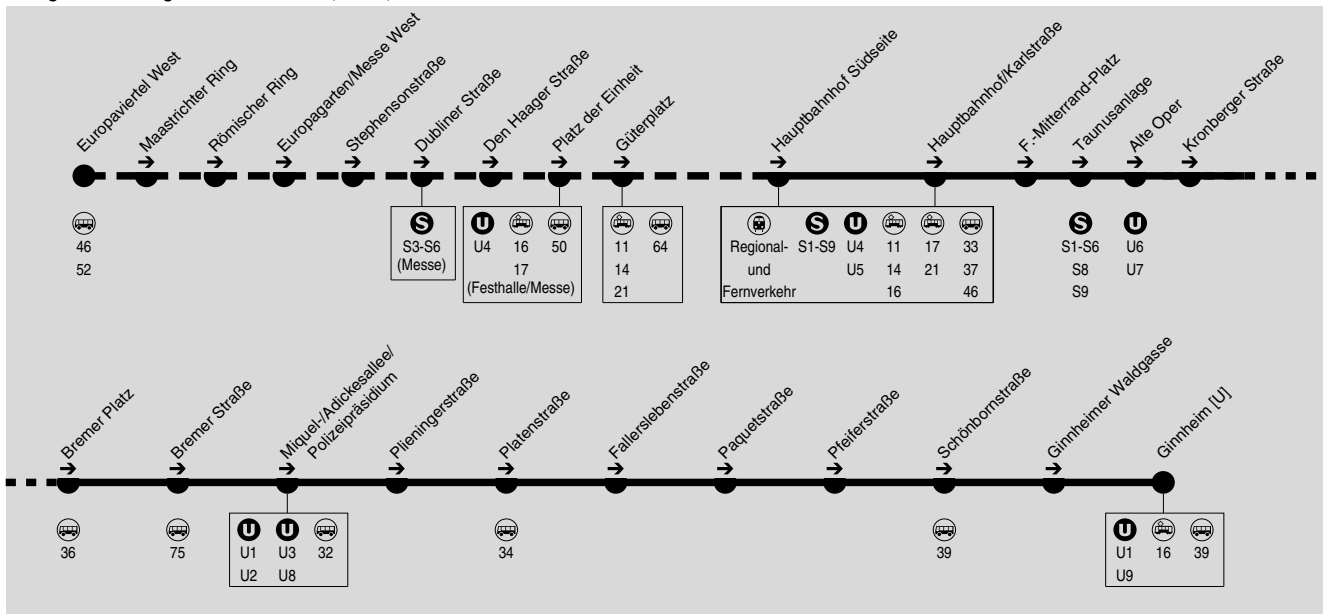 Europaviertel West
Maastrichter Ring
Römischer Ring
Europagarten/Messe West
Stephensonstraße
Dubliner Straße
Den Haager Straße
Platz der Einheit
Güterplatz
Hauptbahnhof Südseite
Hauptbahnhof/Karlstraße
F.-Mitterrand-Platz
Taunusanlage
Alte Oper
Kronberger Straße
46
52
S
S3-S6
(Messe)
U
U4 16 50
17
(Festhalle/Messe)
11 64
14
21
S U
Regional- S1-S9 U4 11 17 33
und U5 14 21 37
Fernverkehr 16 46
S
S1-S6
S8
S9
U
U6
U7
Bremer Platz
Bremer Straße
Miquel-/Adickesallee/
Polizeipräsidium
Plieningerstraße
Platenstraße
Fallerslebenstraße
Paquetstraße
Pfeiferstraße
Schönbornstraße
Ginnheimer Waldgasse
Ginnheim [U]
36
75
U U
U1 U3 32
U2 U8
34
39
U
U1 16 39
U9